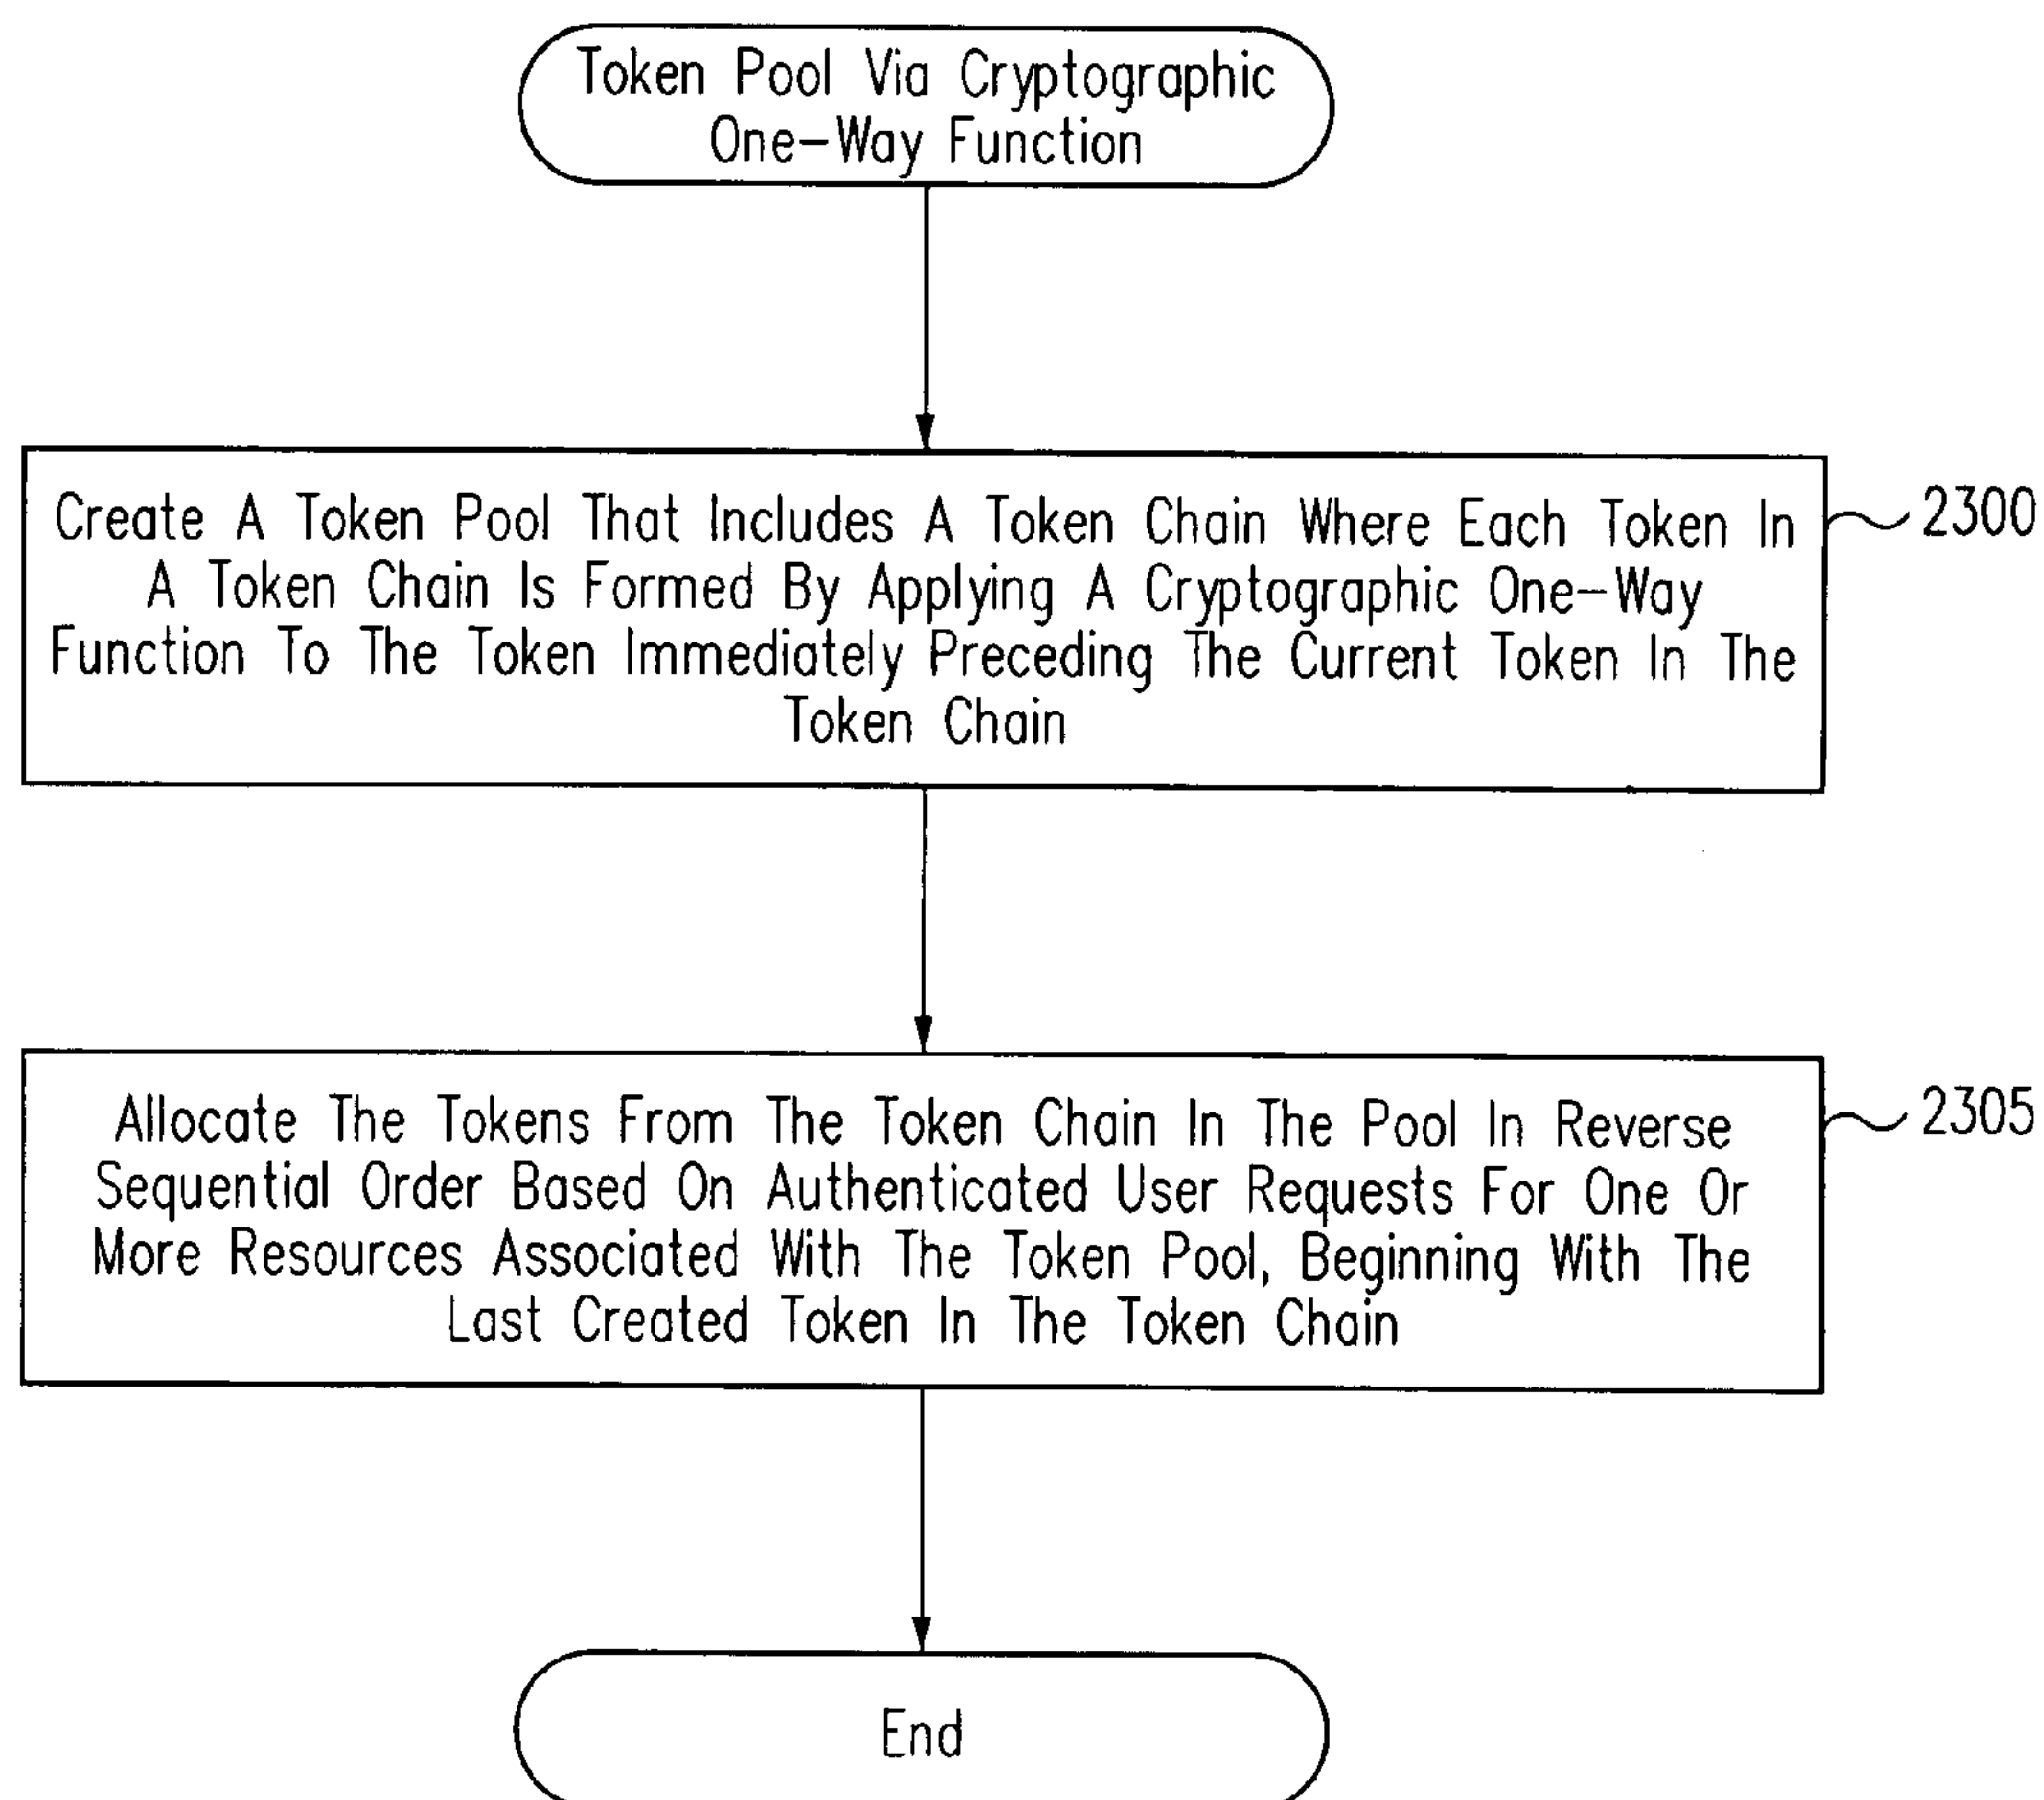 Token Pool Via Cryptographic
One-Way Function
Create A Token Pool That Includes A Token Chain Where Each Token In
A Token Chain Is Formed By Applying A Cryptographic One-Way
Function To The Token Immediately Preceding The Current Token In The
Token Chain
2300
Allocate The Tokens From The Token Chain In The Pool In Reverse
Sequential Order Based On Authenticated User Requests For One Or
More Resources Associated With The Token Pool, Beginning With The
Last Created Token In The Token Chain
2305
End